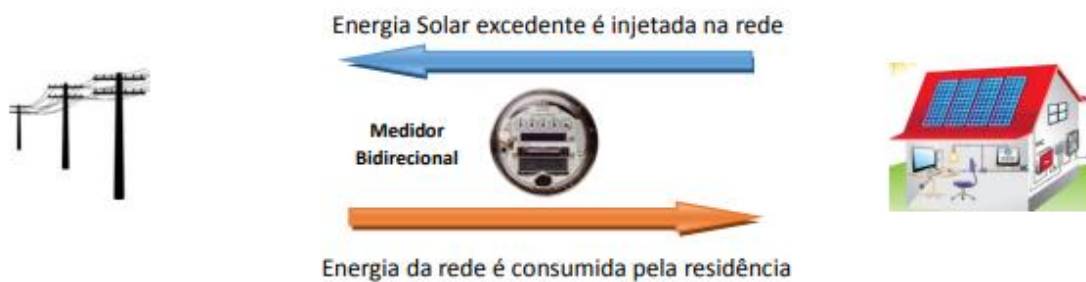 Energia Solar excedente é injetada na rede
Medidor
Bidirecional
Energia da rede é consumida pela residência